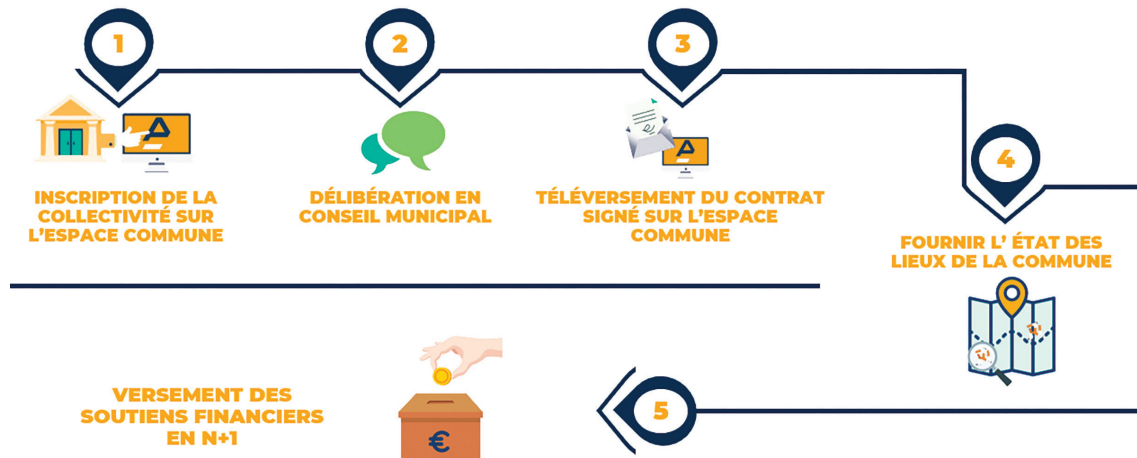 1
INSCRIPTION DE LA
COLLECTIVITÉ SUR
L'ESPACE COMMUNE
2
DÉLIBÉRATION EN
CONSEIL MUNICIPAL
3
TÉLÉVERSEMENT DU CONTRAT
SIGNÉ SUR L'ESPACE
COMMUNE
4
FOURNIR L' ÉTAT DES
LIEUX DE LA COMMUNE
5
VERSEMENT DES
SOUTIENS FINANCIERS
EN N+1
€